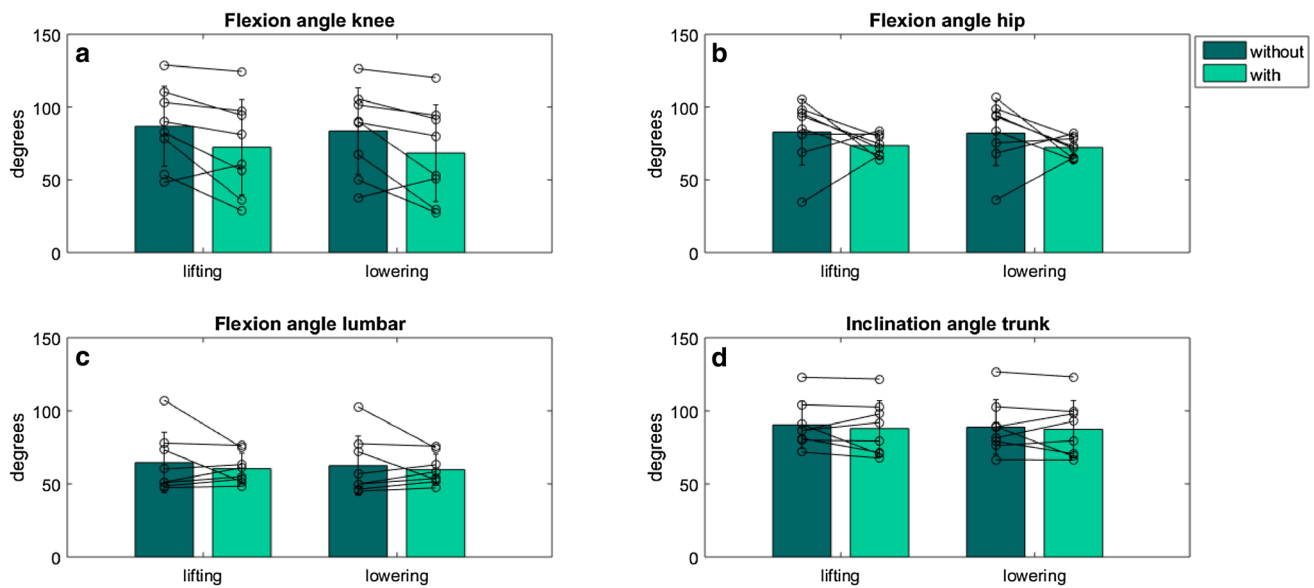 Flexion angle knee
a
150
100
50
0
degrees
lifting
lowering
Flexion angle hip
b
150
100
50
0
degrees
lifting
lowering
without
with
Flexion angle lumbar
c
150
100
50
0
degrees
lifting
lowering
Inclination angle trunk
d
150
100
50
0
degrees
lifting
lowering